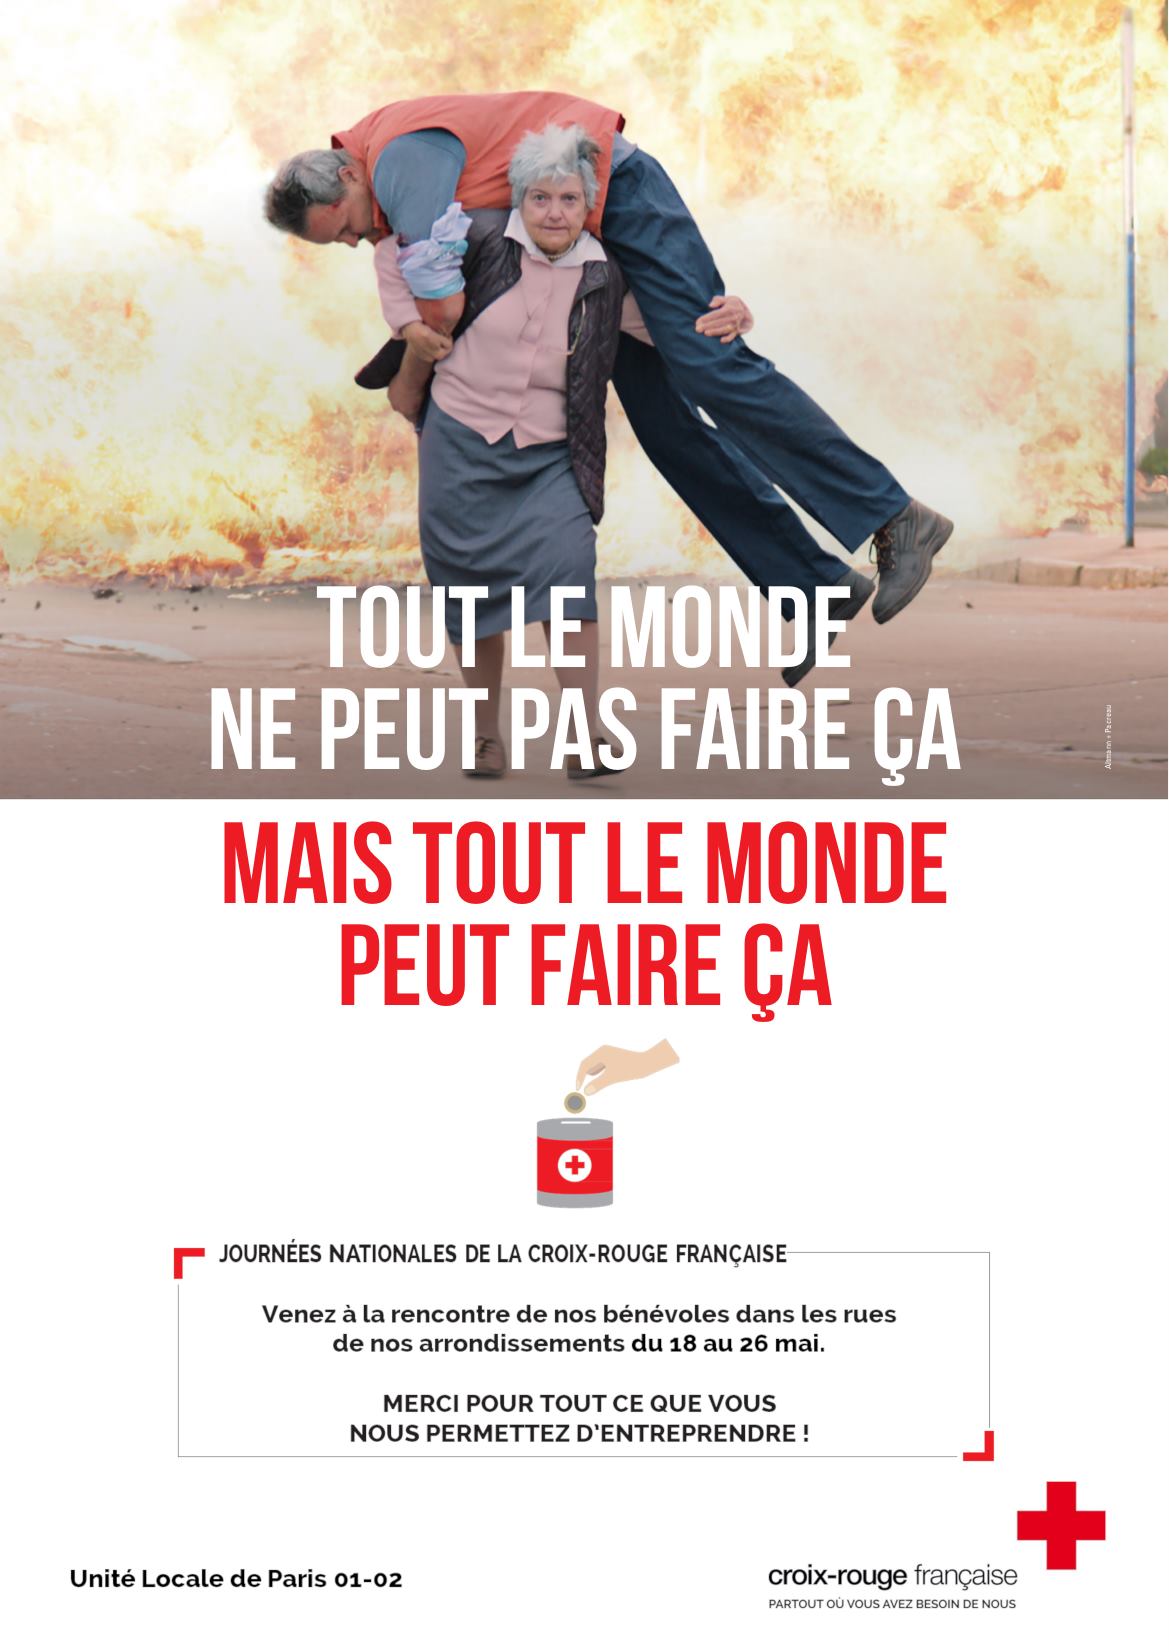 TOUT LE MONDE
NE PEUT PAS FAIRE ÇA
Altmann + Pacreau
MAIS TOUT LE MONDE
PEUT FAIRE ÇA
JOURNÉES NATIONALES DE LA CROIX-ROUGE FRANÇAISE
Venez à la rencontre de nos bénévoles dans les rues
de nos arrondissements du 18 au 26 mai.
MERCI POUR TOUT CE QUE VOUS
NOUS PERMETTEZ D'ENTREPRENDRE !
Unité Locale de Paris 01-02
croix-rouge française
PARTOUT OÙ VOUS AVEZ BESOIN DE NOUS